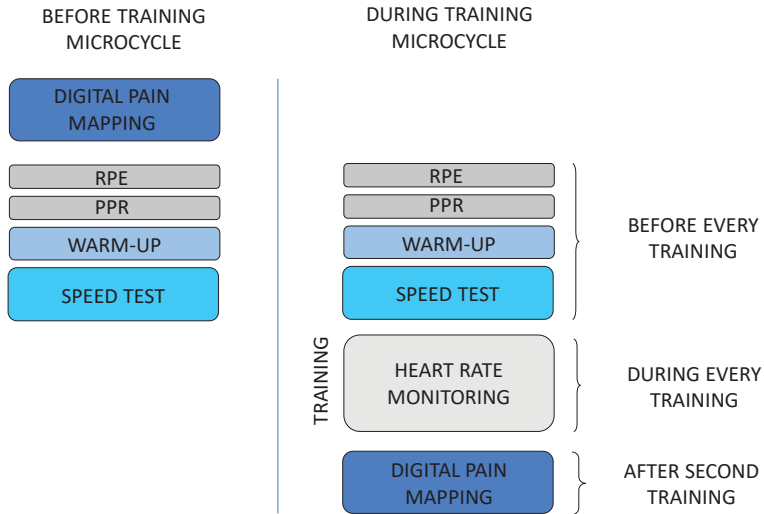 BEFORE TRAINING
MICROCYCLE
DIGITAL PAIN
MAPPING
RPE
PPR
WARM-UP
SPEED TEST
DURING TRAINING
MICROCYCLE
RPE
PPR
WARM-UP
SPEED TEST
BEFORE EVERY
TRAINING
TRAINING
HEART RATE
MONITORING
DURING EVERY
TRAINING
DIGITAL PAIN
MAPPING
AFTER SECOND
TRAINING